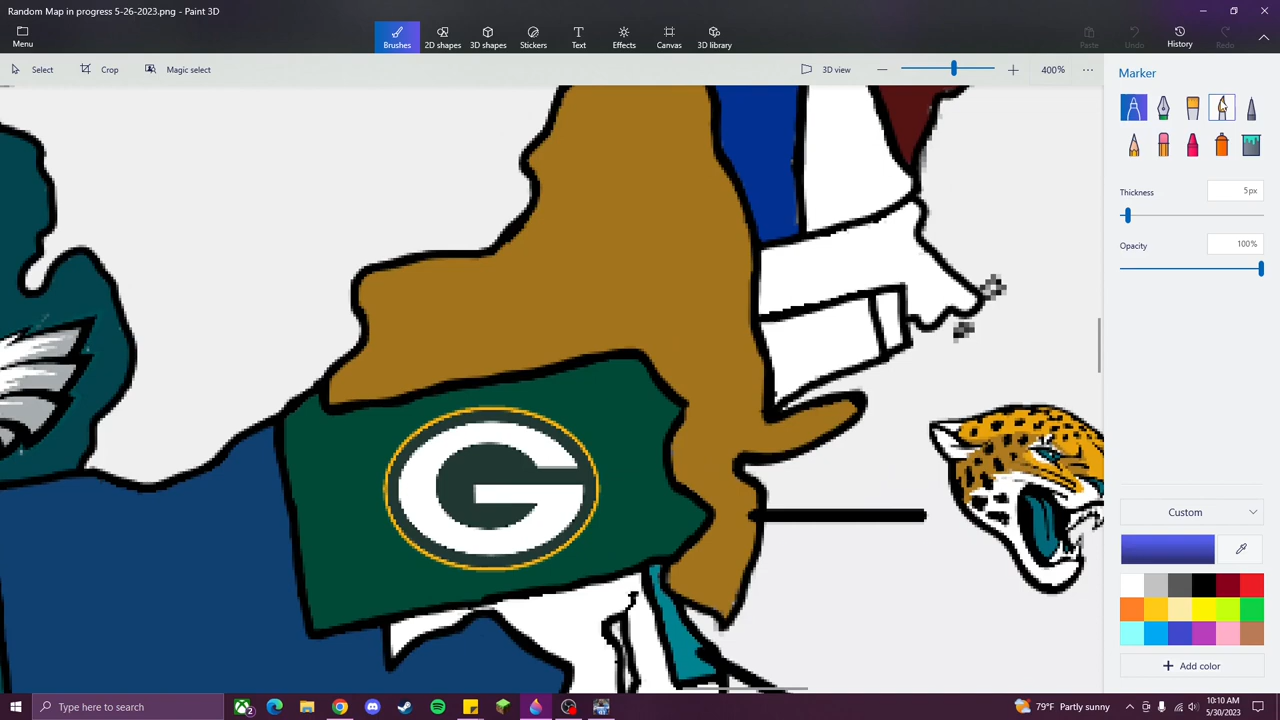 Random Map in progress 5-26-2023.png - Paint 3D
Menu
Brushes
2D shapes
3D shapes
Stickers
Text
Effects
Canvas
3D library
Paste
Undo
History
Redo
Select
Crop
Magic select
3D view
400%
Marker
Thickness
5px
Opacity
100%
G
Custom
Add color
Type here to search
2
79°F Partly sunny
10:10 AM
5/30/2023